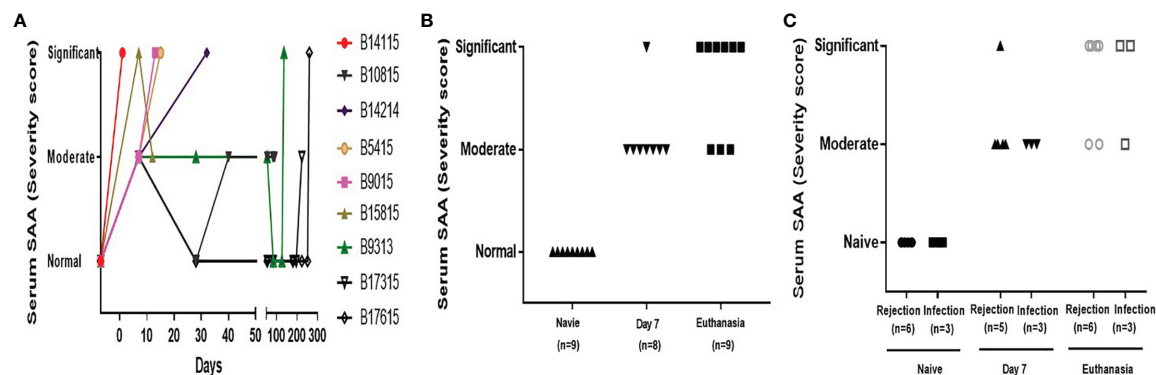 A
Serum SAA (Severity score)
Significant
Moderate
Normal
0 10 20 30 40 50 100 200 300
Days
B14115
B10815
B14214
B5415
B9015
B15815
B9313
B17315
B17615
B
Serum SAA (Severity score)
Significant
Moderate
Normal
Navie Day 7 Euthanasia
(n=9) (n=8) (n=9)
C
Serum SAA (Severity score)
Significant
Moderate
Naive
Rejection Infection Rejection Infection Rejection Infection
(n=6) (n=3) (n=5) (n=3) (n=6) (n=3)
Naive Day 7 Euthanasia